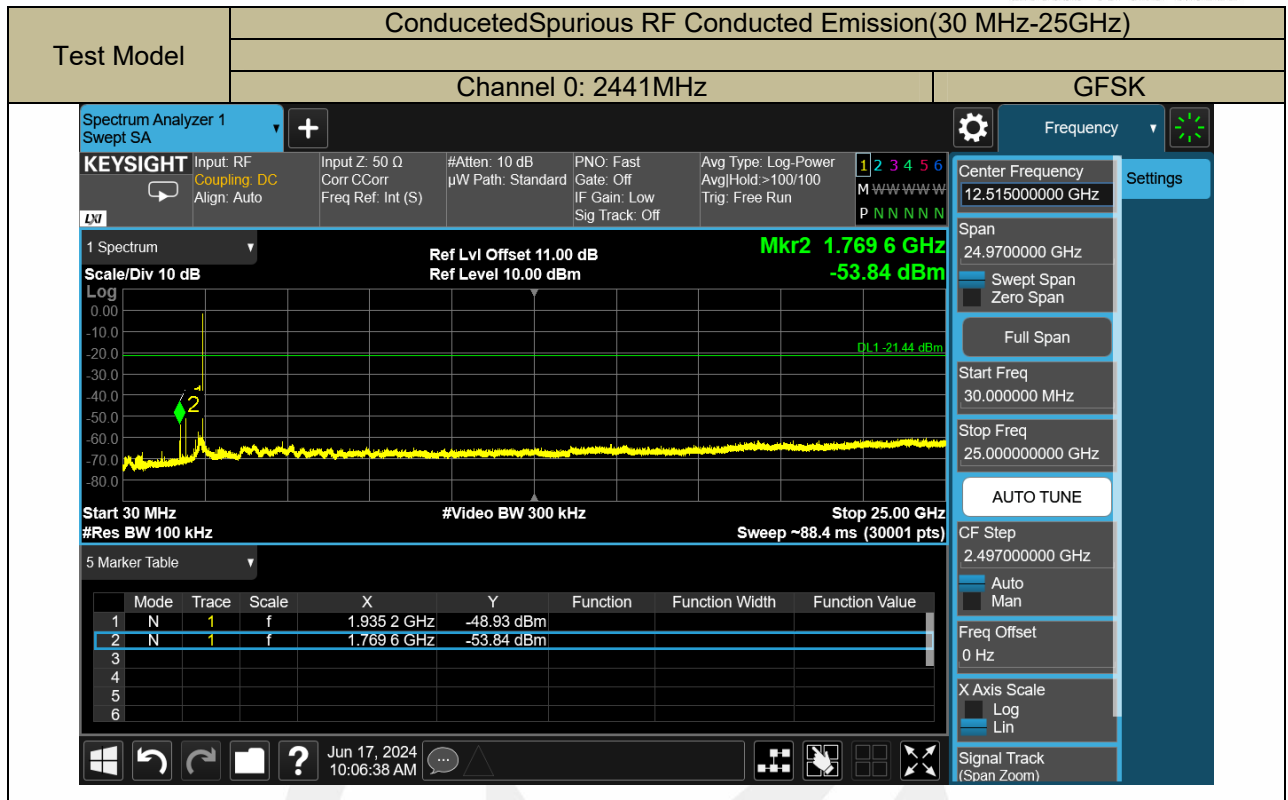 ConducetedSpurious RF Conducted Emission(30 MHz-25GHz)
Test Model
Channel 0: 2441MHz GFSK
Spectrum Analyzer 1
Swept SA
+
Frequency
KEYSIGHT Input: RF Input Z: 50 Ω #Atten: 10 dB PNO: Fast Avg Type: Log-Power 1 2 3 4 5 6
Coupling: DC Corr CCorr µW Path: Standard Gate: Off Avg|Hold:>100/100 M W W W W W
Align: Auto Freq Ref: Int (S) IF Gain: Low Trig: Free Run
LXI Sig Track: Off P N N N N N
1 Spectrum
Ref Lvl Offset 11.00 dB Mkr2 1.769 6 GHz
Scale/Div 10 dB Ref Level 10.00 dBm -53.84 dBm
Log
0.00
-10.0
-20.0
DL1 -21.44 dBm
-30.0
-40.0
1
2
-50.0
-60.0
-70.0
-80.0
Start 30 MHz #Video BW 300 kHz Stop 25.00 GHz
#Res BW 100 kHz Sweep ~88.4 ms (30001 pts)
5 Marker Table
Mode Trace Scale X Y Function Function Width Function Value
1 N 1 f 1.935 2 GHz -48.93 dBm
2 N 1 f 1.769 6 GHz -53.84 dBm
3
4
5
6
Center Frequency
12.515000000 GHz
Settings
Span
24.9700000 GHz
Swept Span
Zero Span
Full Span
Start Freq
30.000000 MHz
Stop Freq
25.000000000 GHz
AUTO TUNE
CF Step
2.497000000 GHz
Auto
Man
Freq Offset
0 Hz
X Axis Scale
Log
Lin
Signal Track
(Span Zoom)
?
Jun 17, 2024
10:06:38 AM